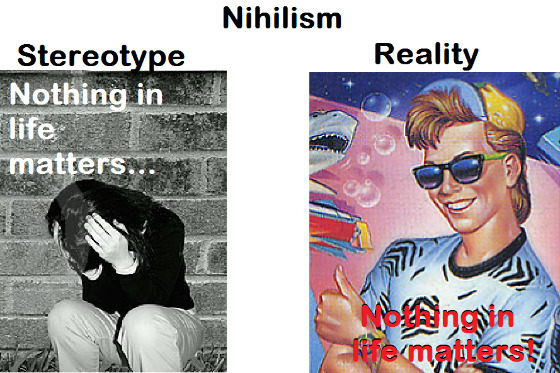 Nihilism
Stereotype
Reality
Nothing in
life
matters...
Nothing in
life matters!